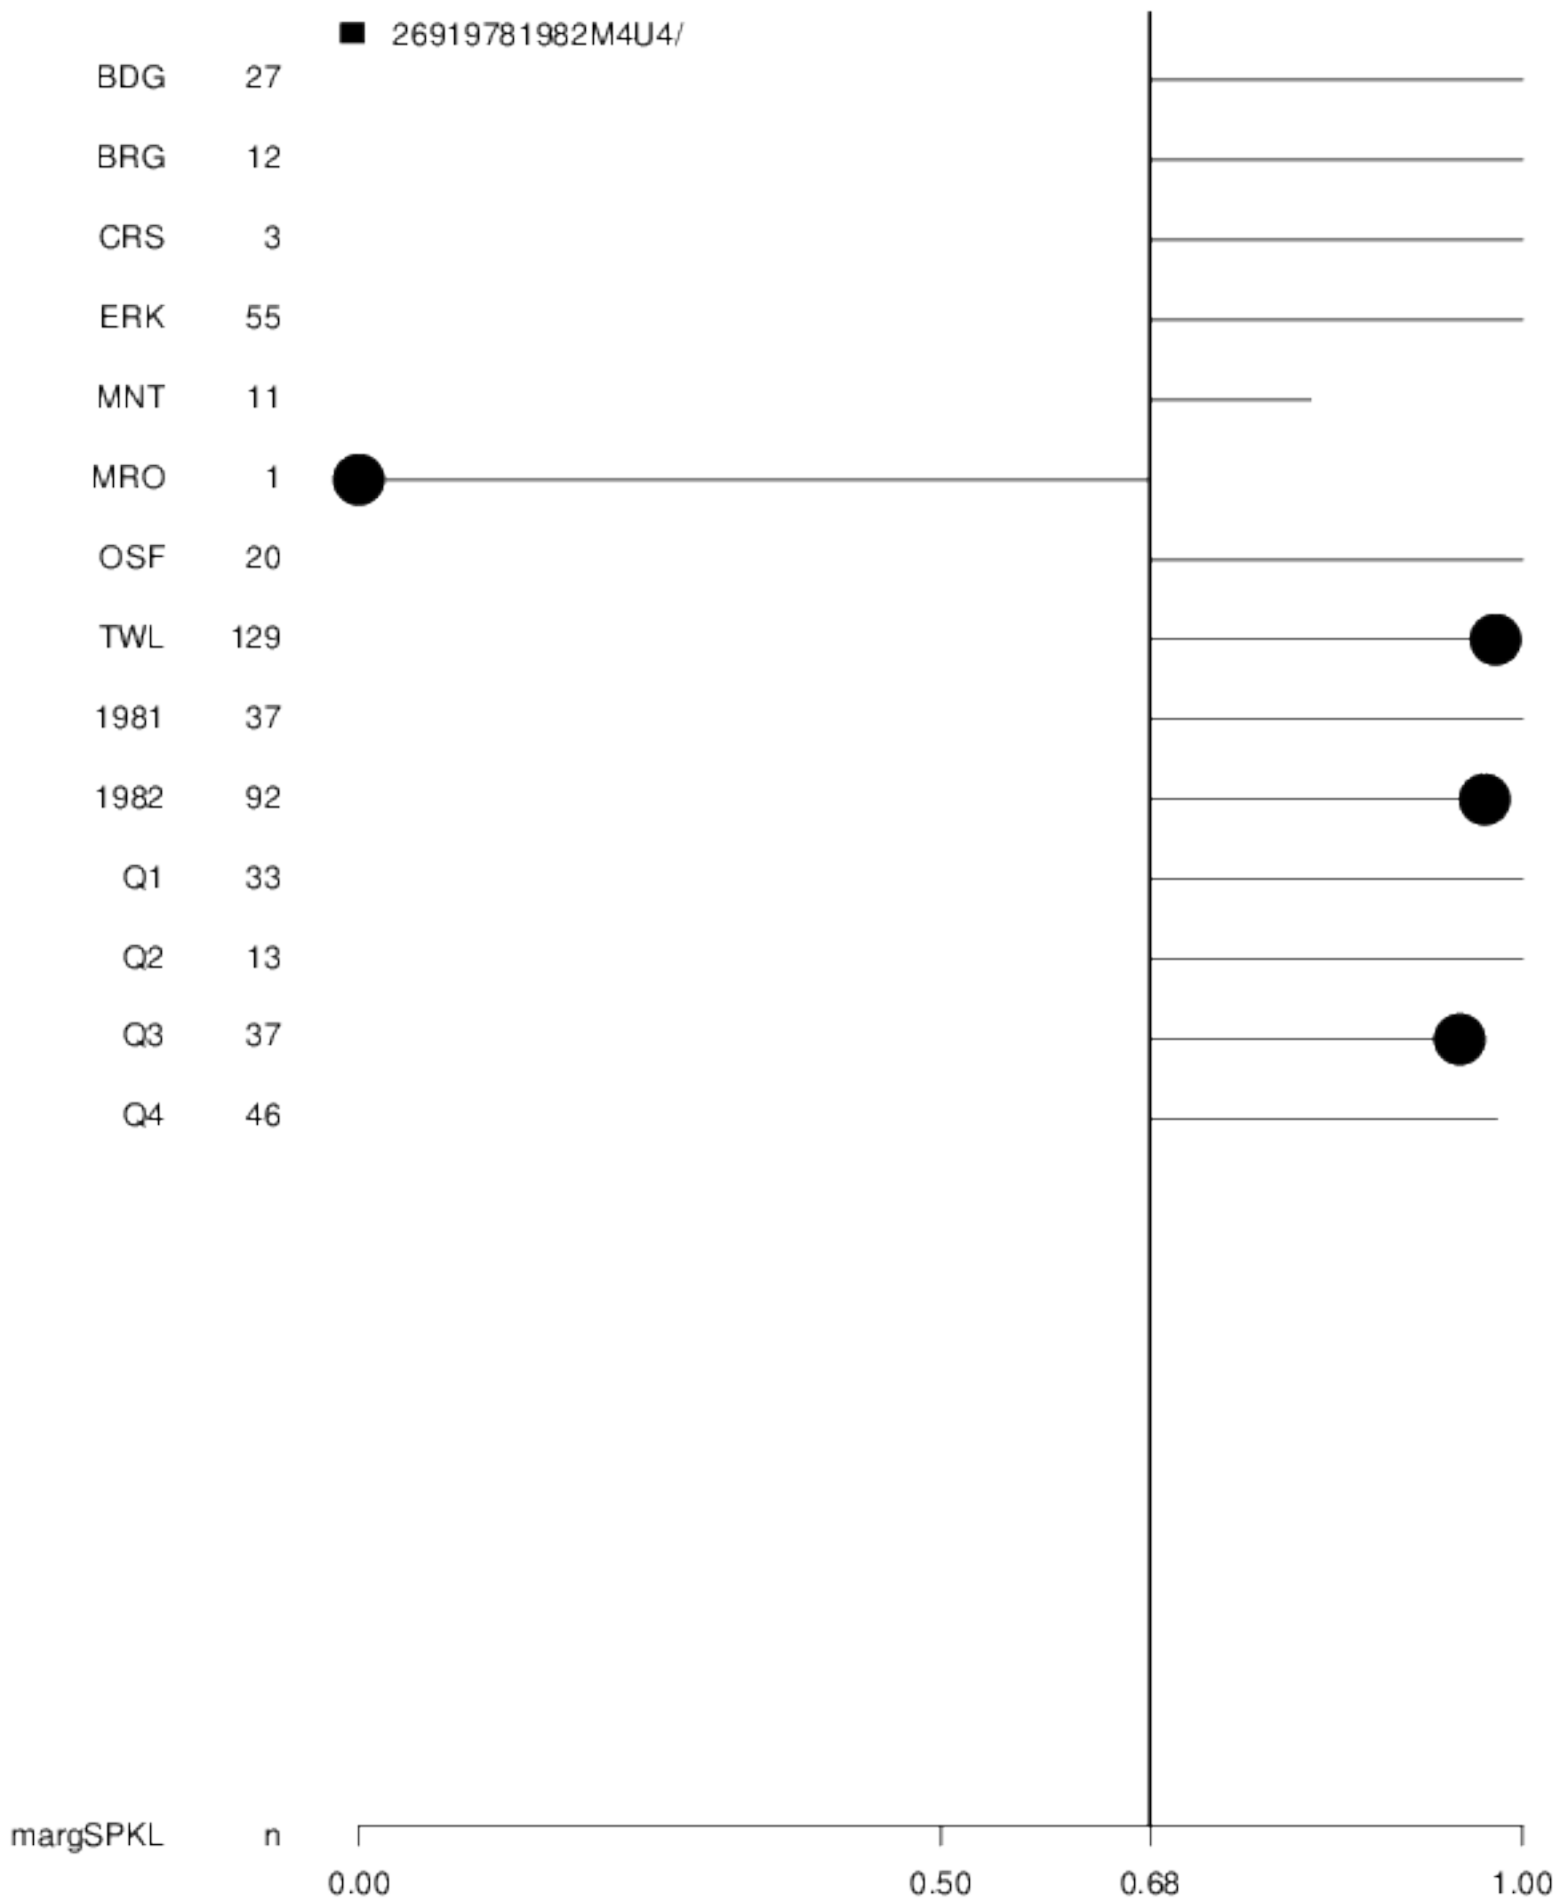 26919781982M4U4/
BDG 27
BRG 12
CRS 3
ERK 55
MNT 11
MRO 1
OSF 20
TWL 129
1981 37
1982 92
Q1 33
Q2 13
Q3 37
Q4 46
margSPKL n
0.00 0.50 0.68 1.00